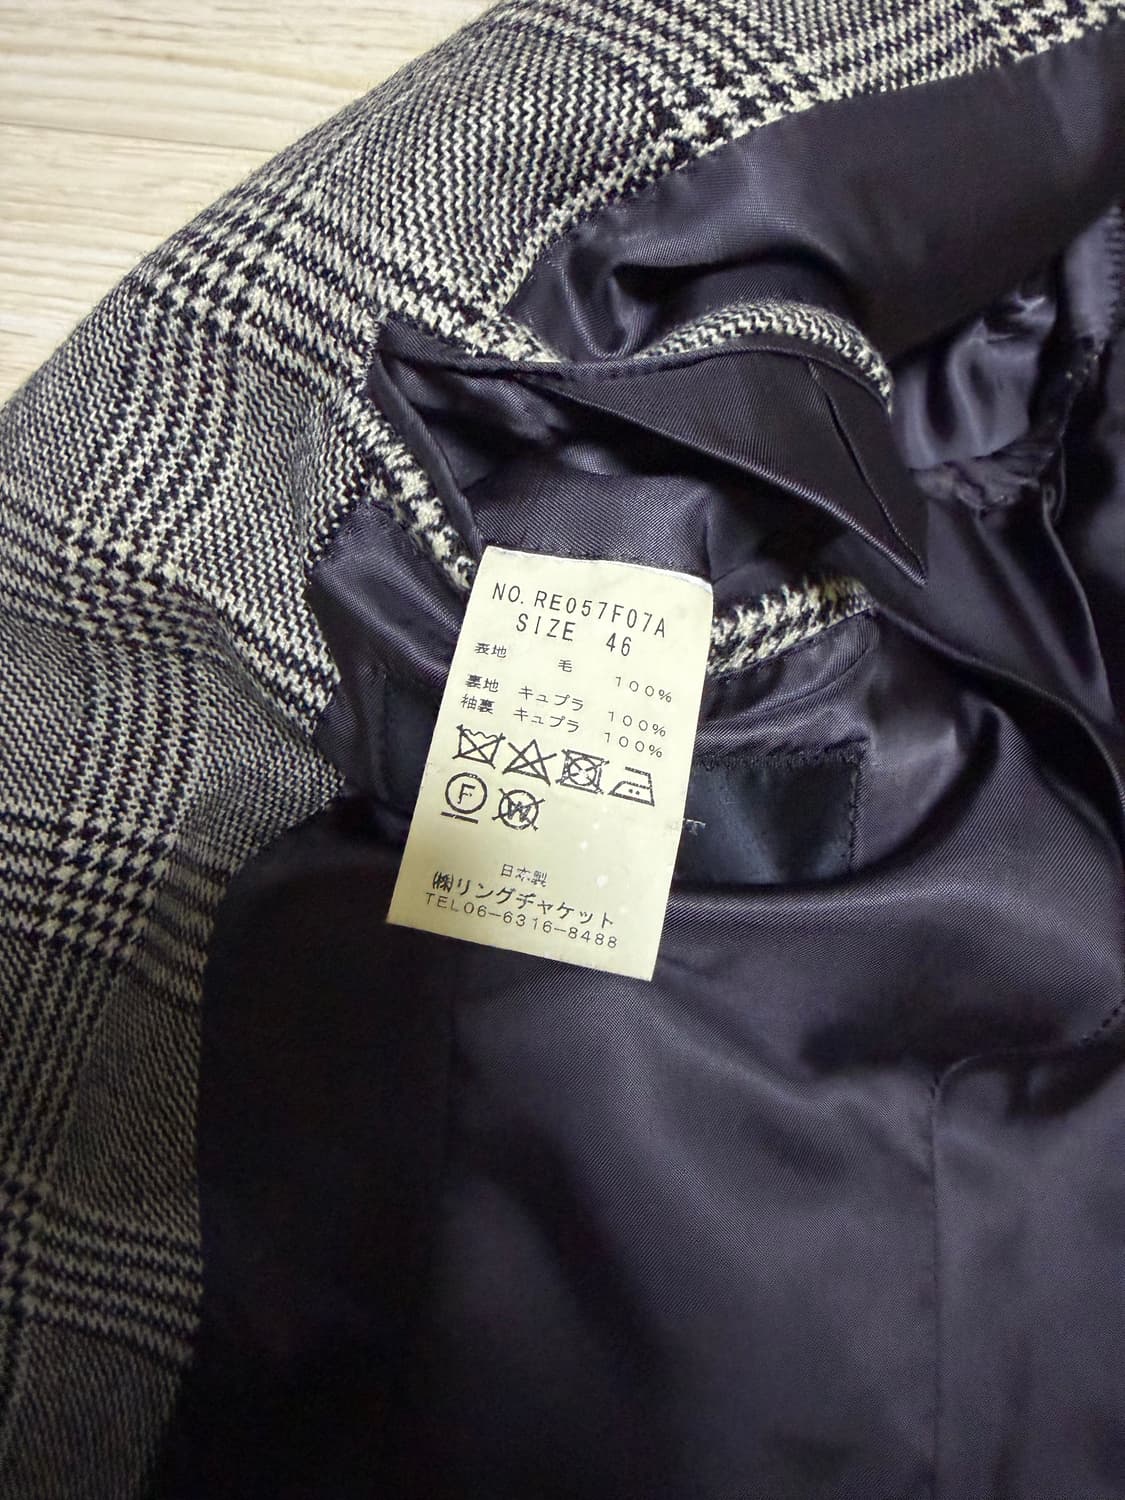 NO. RE057F07A
SIZE 46
表地 毛 100%
裏地 キュプラ 100%
袖裏 キュプラ 100%
F W
日本製
㈱リングヂャケット
TEL06-6316-8488